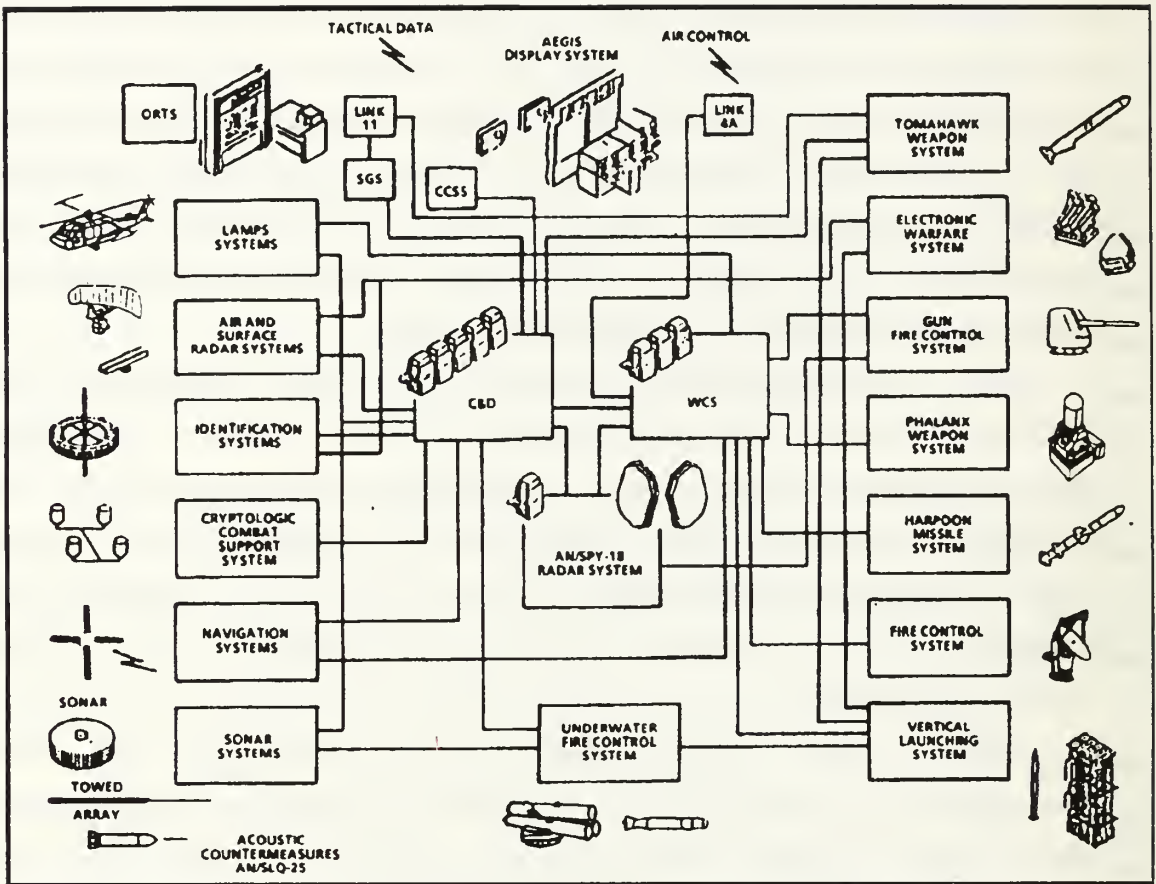 TACTICAL DATA
AEGIS
DISPLAY SYSTEM
AIR CONTROL
ORTS
LINK
11
LINK
4A
TOMAHAWK
WEAPON
SYSTEM
SGS
CCSS
LAMPS
SYSTEMS
ELECTRONIC
WARFARE
SYSTEM
AIR AND
SURFACE
RADAR SYSTEMS
GUN
FIRE CONTROL
SYSTEM
C&D
WCS
IDENTIFICATION
SYSTEMS
PHALANX
WEAPON
SYSTEM
CRYPTOLOGIC
COMBAT
SUPPORT
SYSTEM
AN/SPY-1B
RADAR SYSTEM
HARPOON
MISSILE
SYSTEM
NAVIGATION
SYSTEMS
FIRE CONTROL
SYSTEM
SONAR
SONAR
SYSTEMS
UNDERWATER
FIRE CONTROL
SYSTEM
VERTICAL
LAUNCHING
SYSTEM
TOWED
ARRAY
ACOUSTIC
COUNTERMEASURES
AN/SLQ-25